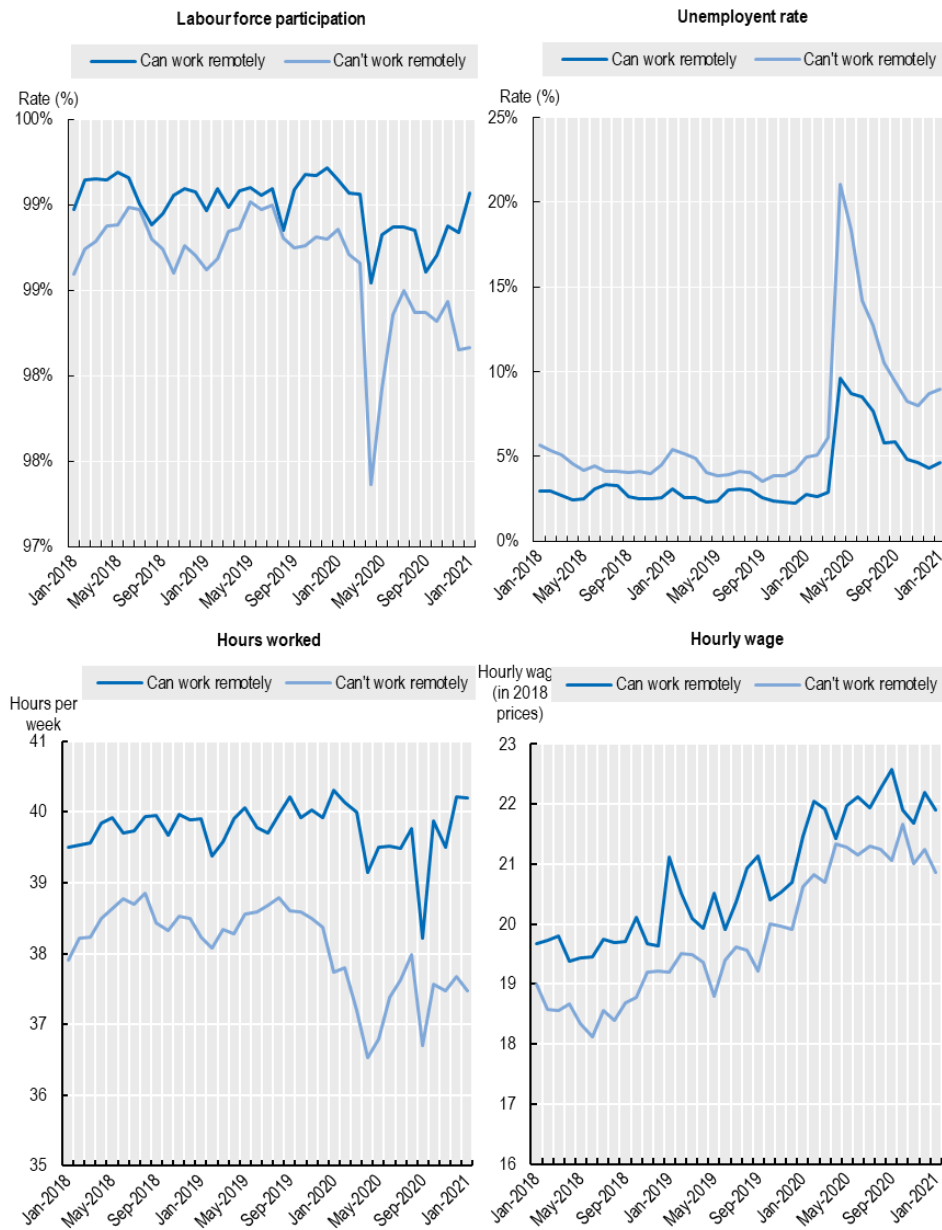 Labour force participation
Can work remotely
Can't work remotely
Rate (%)
100%
99%
99%
98%
98%
97%
Jan-2018
May-2018
Sep-2018
Jan-2019
May-2019
Sep-2019
Jan-2020
May-2020
Sep-2020
Jan-2021
Unemployent rate
Can work remotely
Can't work remotely
Rate (%)
25%
20%
15%
10%
5%
0%
Jan-2018
May-2018
Sep-2018
Jan-2019
May-2019
Sep-2019
Jan-2020
May-2020
Sep-2020
Jan-2021
Hours worked
Can work remotely
Can't work remotely
Hours per
week
41
40
39
38
37
36
35
Jan-2018
May-2018
Sep-2018
Jan-2019
May-2019
Sep-2019
Jan-2020
May-2020
Sep-2020
Jan-2021
Hourly wage
Can work remotely
Can't work remotely
Hourly wag
(in 2018
prices)
23
22
21
20
19
18
17
16
Jan-2018
May-2018
Sep-2018
Jan-2019
May-2019
Sep-2019
Jan-2020
May-2020
Sep-2020
Jan-2021